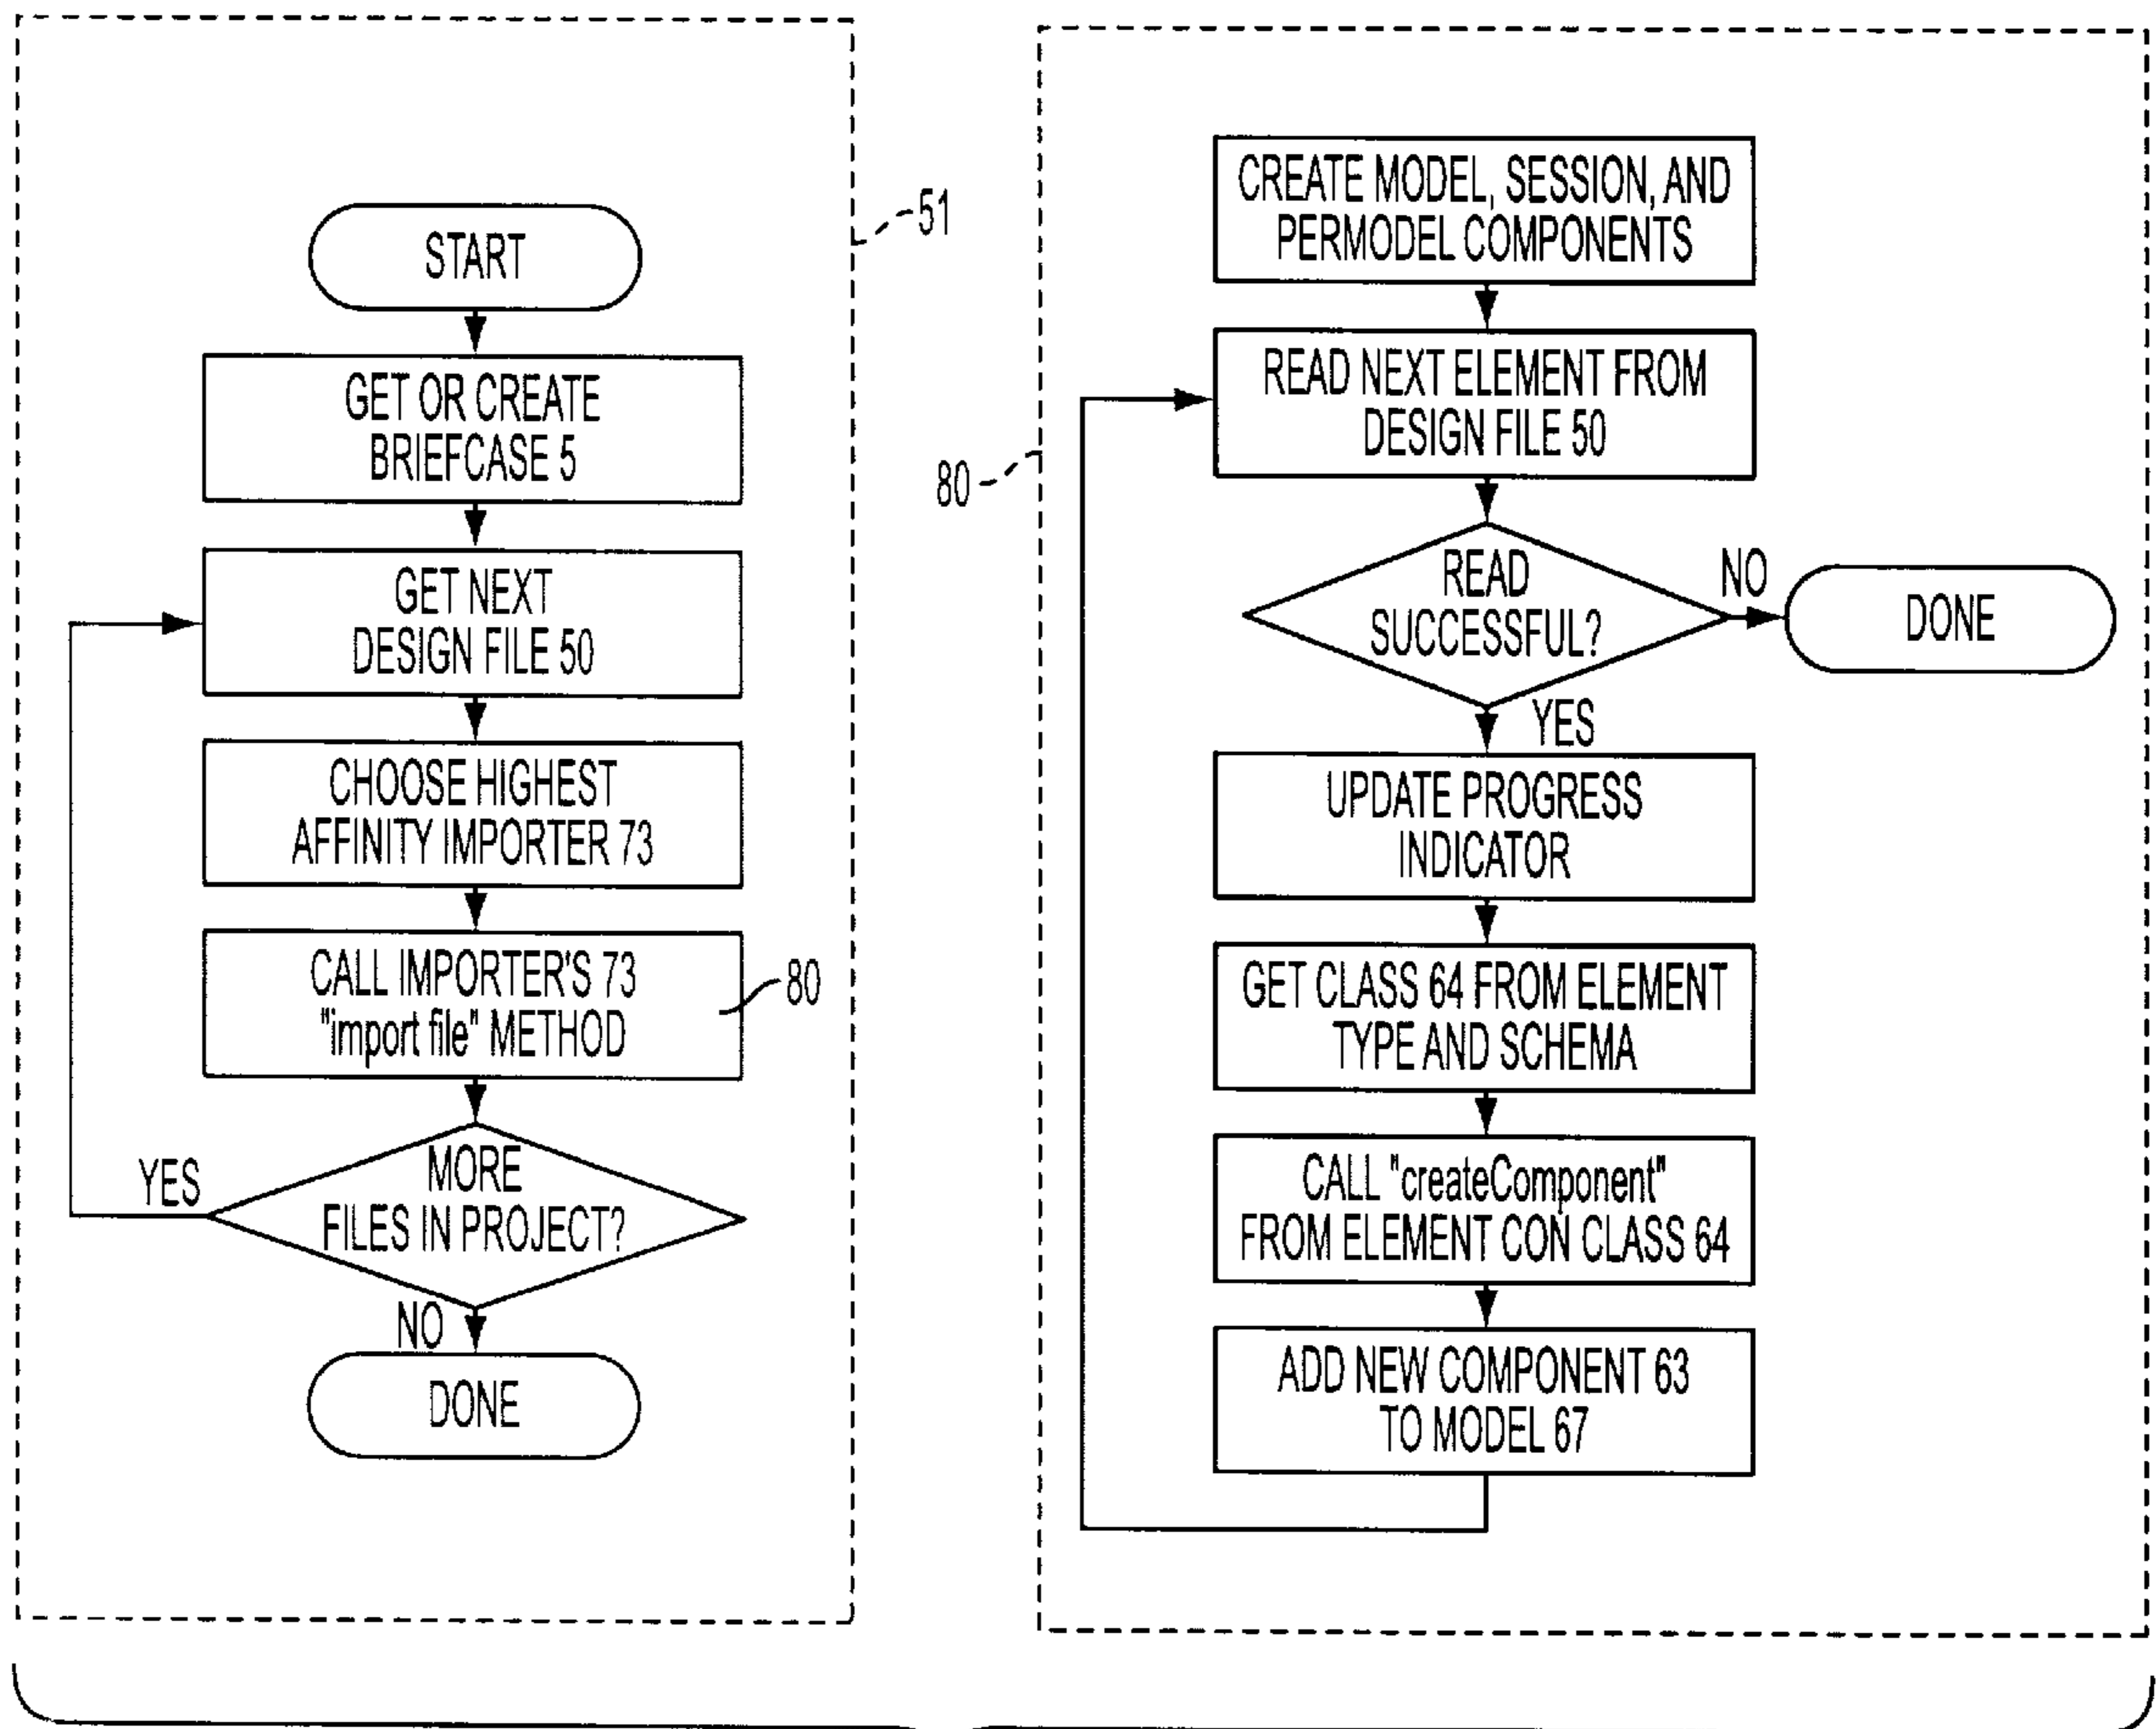 START
GET OR CREATE
BRIEFCASE 5
GET NEXT
DESIGN FILE 50
CHOOSE HIGHEST
AFFINITY IMPORTER 73
CALL IMPORTER'S 73
"import file" METHOD
80
MORE
FILES IN PROJECT?
YES
NO
DONE
51
CREATE MODEL, SESSION, AND
PERMODEL COMPONENTS
READ NEXT ELEMENT FROM
DESIGN FILE 50
80
READ
SUCCESSFUL?
NO
DONE
YES
UPDATE PROGRESS
INDICATOR
GET CLASS 64 FROM ELEMENT
TYPE AND SCHEMA
CALL "createComponent"
FROM ELEMENT CON CLASS 64
ADD NEW COMPONENT 63
TO MODEL 67